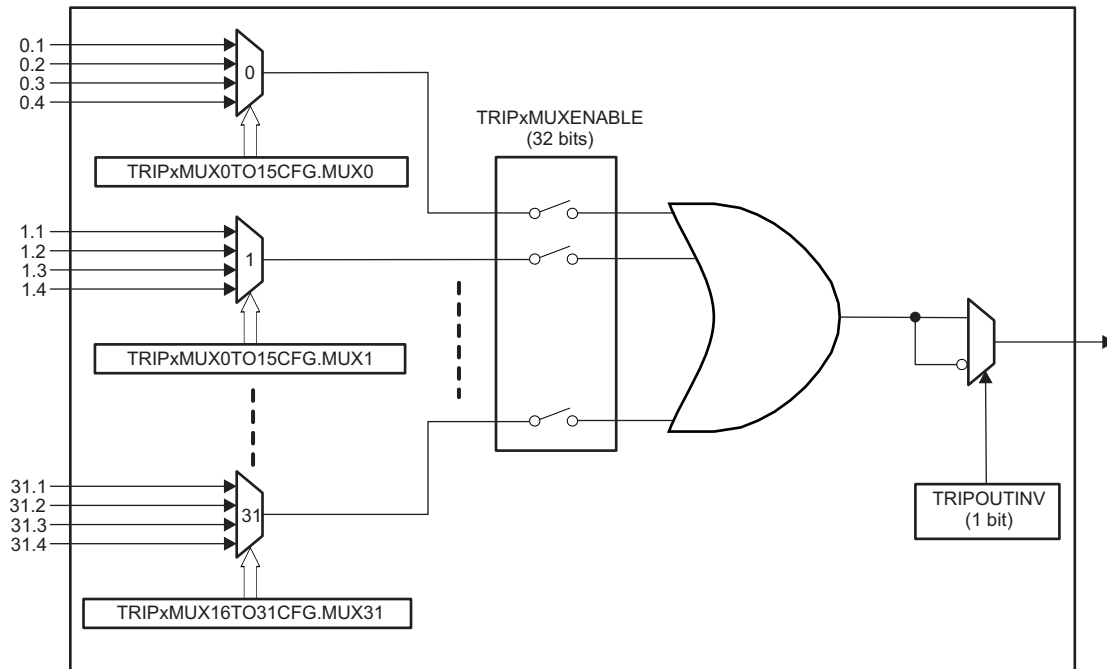 0.1
0.2
0.3
0.4
0
TRIPxMUX0TO15CFG.MUX0
TRIPxMUXENABLE
(32 bits)
1.1
1.2
1.3
1.4
1
TRIPxMUX0TO15CFG.MUX1
31.1
31.2
31.3
31.4
31
TRIPxMUX16TO31CFG.MUX31
TRIPOUTINV
(1 bit)